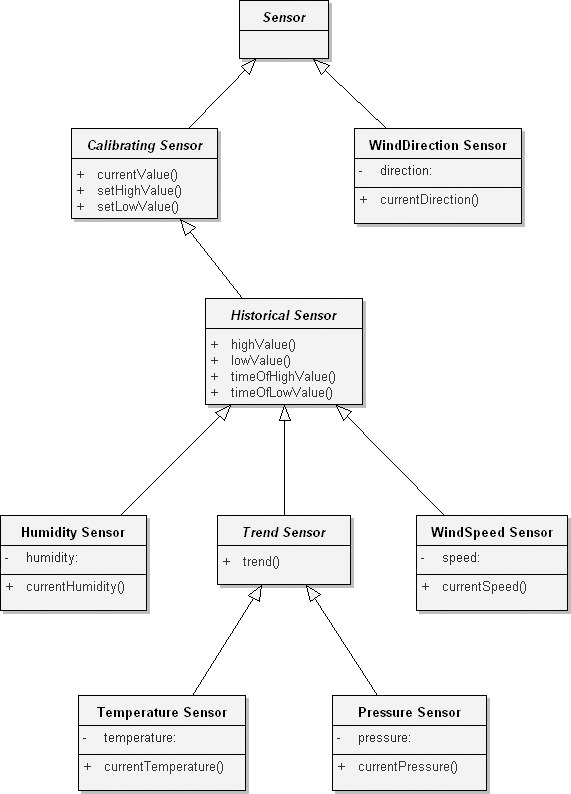 Sensor
Calibrating Sensor
+ currentValue()
+ setHighValue()
+ setLowValue()
WindDirection Sensor
- direction:
+ currentDirection()
Historical Sensor
+ highValue()
+ lowValue()
+ timeOfHighValue()
+ timeOfLowValue()
Humidity Sensor
- humidity:
+ currentHumidity()
Trend Sensor
+ trend()
WindSpeed Sensor
- speed:
+ currentSpeed()
Temperature Sensor
- temperature:
+ currentTemperature()
Pressure Sensor
- pressure:
+ currentPressure()